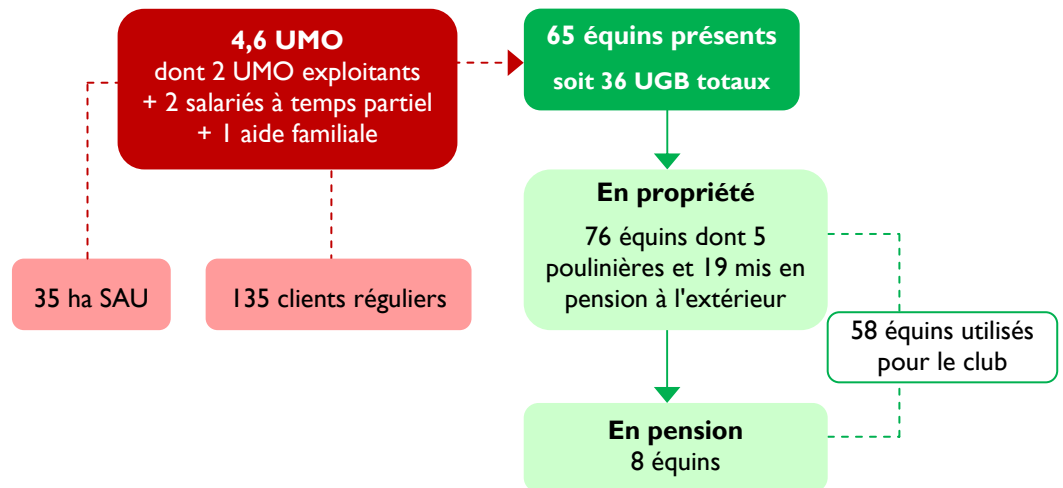 4,6 UMO
dont 2 UMO exploitants
+ 2 salariés à temps partiel
+ 1 aide familiale
65 équins présents
soit 36 UGB totaux
35 ha SAU
135 clients réguliers
En propriété
76 équins dont 5
poulinières et 19 mis en
pension à l'extérieur
58 équins utilisés
pour le club
En pension
8 équins